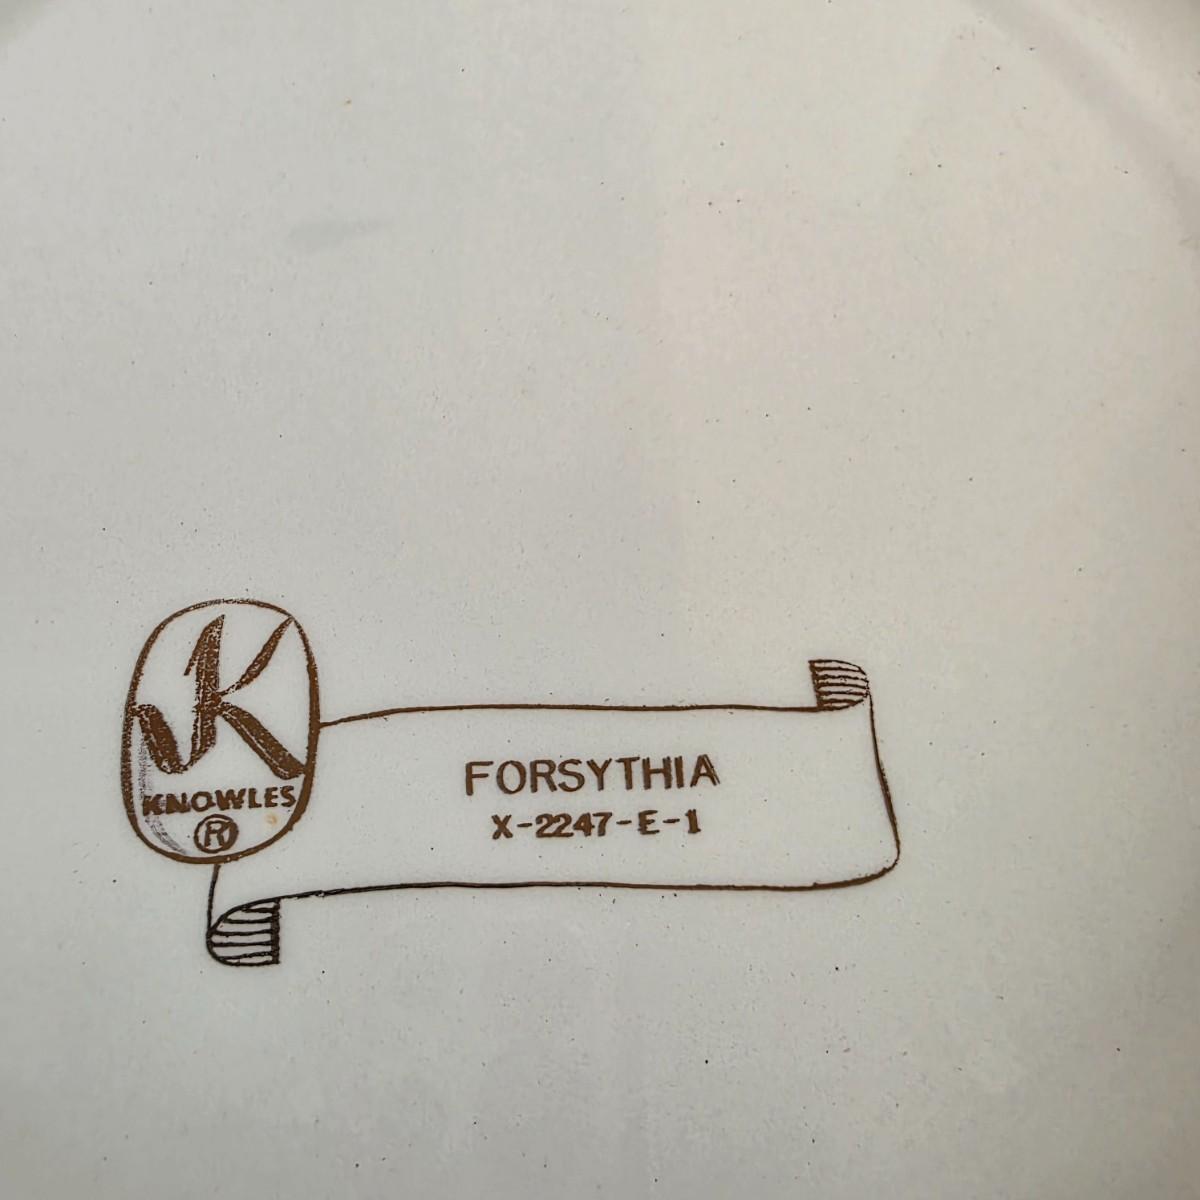 K
KNOWLES
®
FORSYTHIA
X-2247-E-1